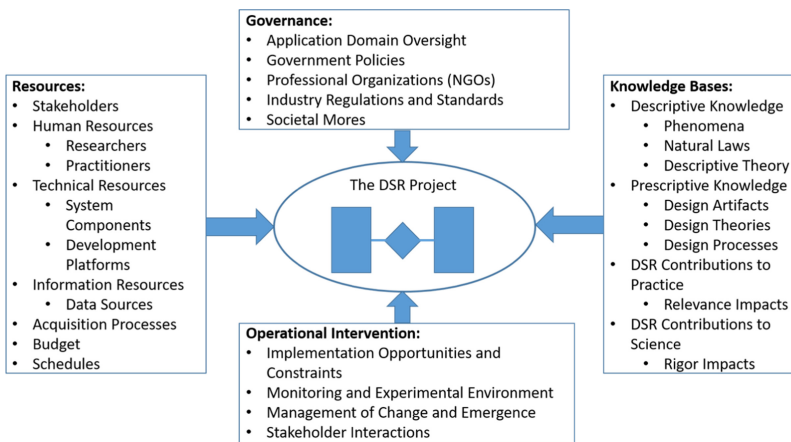 Governance:
• Application Domain Oversight
• Government Policies
• Professional Organizations (NGOs)
• Industry Regulations and Standards
• Societal Mores
Resources:
• Stakeholders
• Human Resources
• Researchers
• Practitioners
• Technical Resources
• System
Components
• Development
Platforms
• Information Resources
• Data Sources
• Acquisition Processes
• Budget
• Schedules
The DSR Project
Knowledge Bases:
• Descriptive Knowledge
• Phenomena
• Natural Laws
• Descriptive Theory
• Prescriptive Knowledge
• Design Artifacts
• Design Theories
• Design Processes
• DSR Contributions to
Practice
• Relevance Impacts
• DSR Contributions to
Science
• Rigor Impacts
Operational Intervention:
• Implementation Opportunities and
Constraints
• Monitoring and Experimental Environment
• Management of Change and Emergence
• Stakeholder Interactions